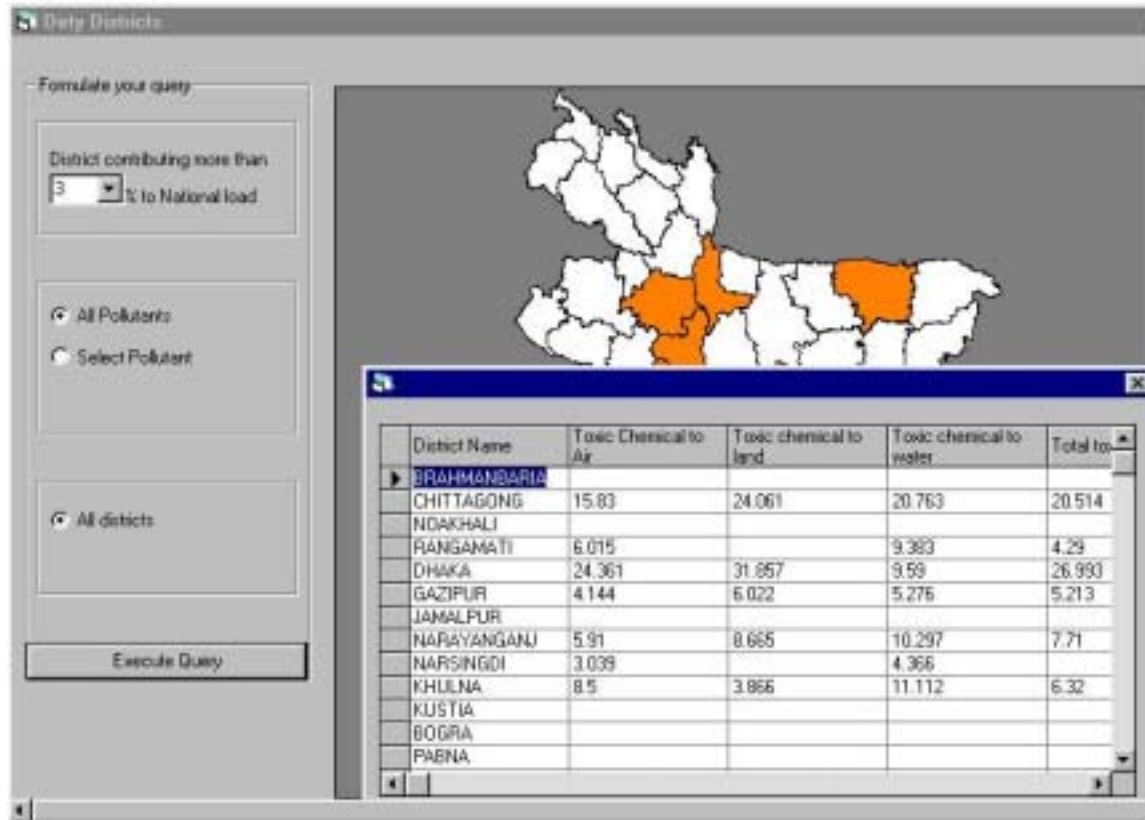 Dirty Districts
Formulate your query
District contributing more than
3 % to National load
All Pollutants
Select Pollutant
All districts
Execute Query
District Name Toxic Chemical to Air Toxic chemical to land Toxic chemical to water Total tox
BRAHMANBARIA
CHITTAGONG 15.83 24.061 20.763 20.514
NOAKHALI
RANGAMATI 6.015 9.383 4.29
DHAKA 24.361 31.857 9.59 26.993
GAZIPUR 4.144 6.022 5.276 5.213
JAMALPUR
NARAYANGANJ 5.91 8.665 10.297 7.71
NARSINGDI 3.039 4.366
KHULNA 8.5 3.866 11.112 6.32
KUSTIA
BOGRA
PABNA